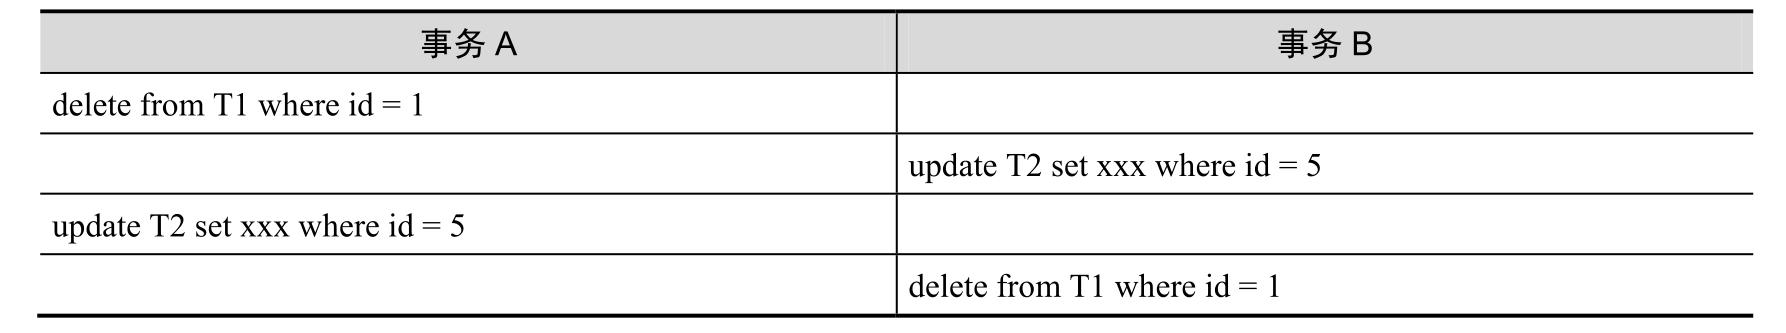 事务 A
事务 B
delete from T1 where id = 1
update T2 set xxx where id = 5
update T2 set xxx where id = 5
delete from T1 where id = 1